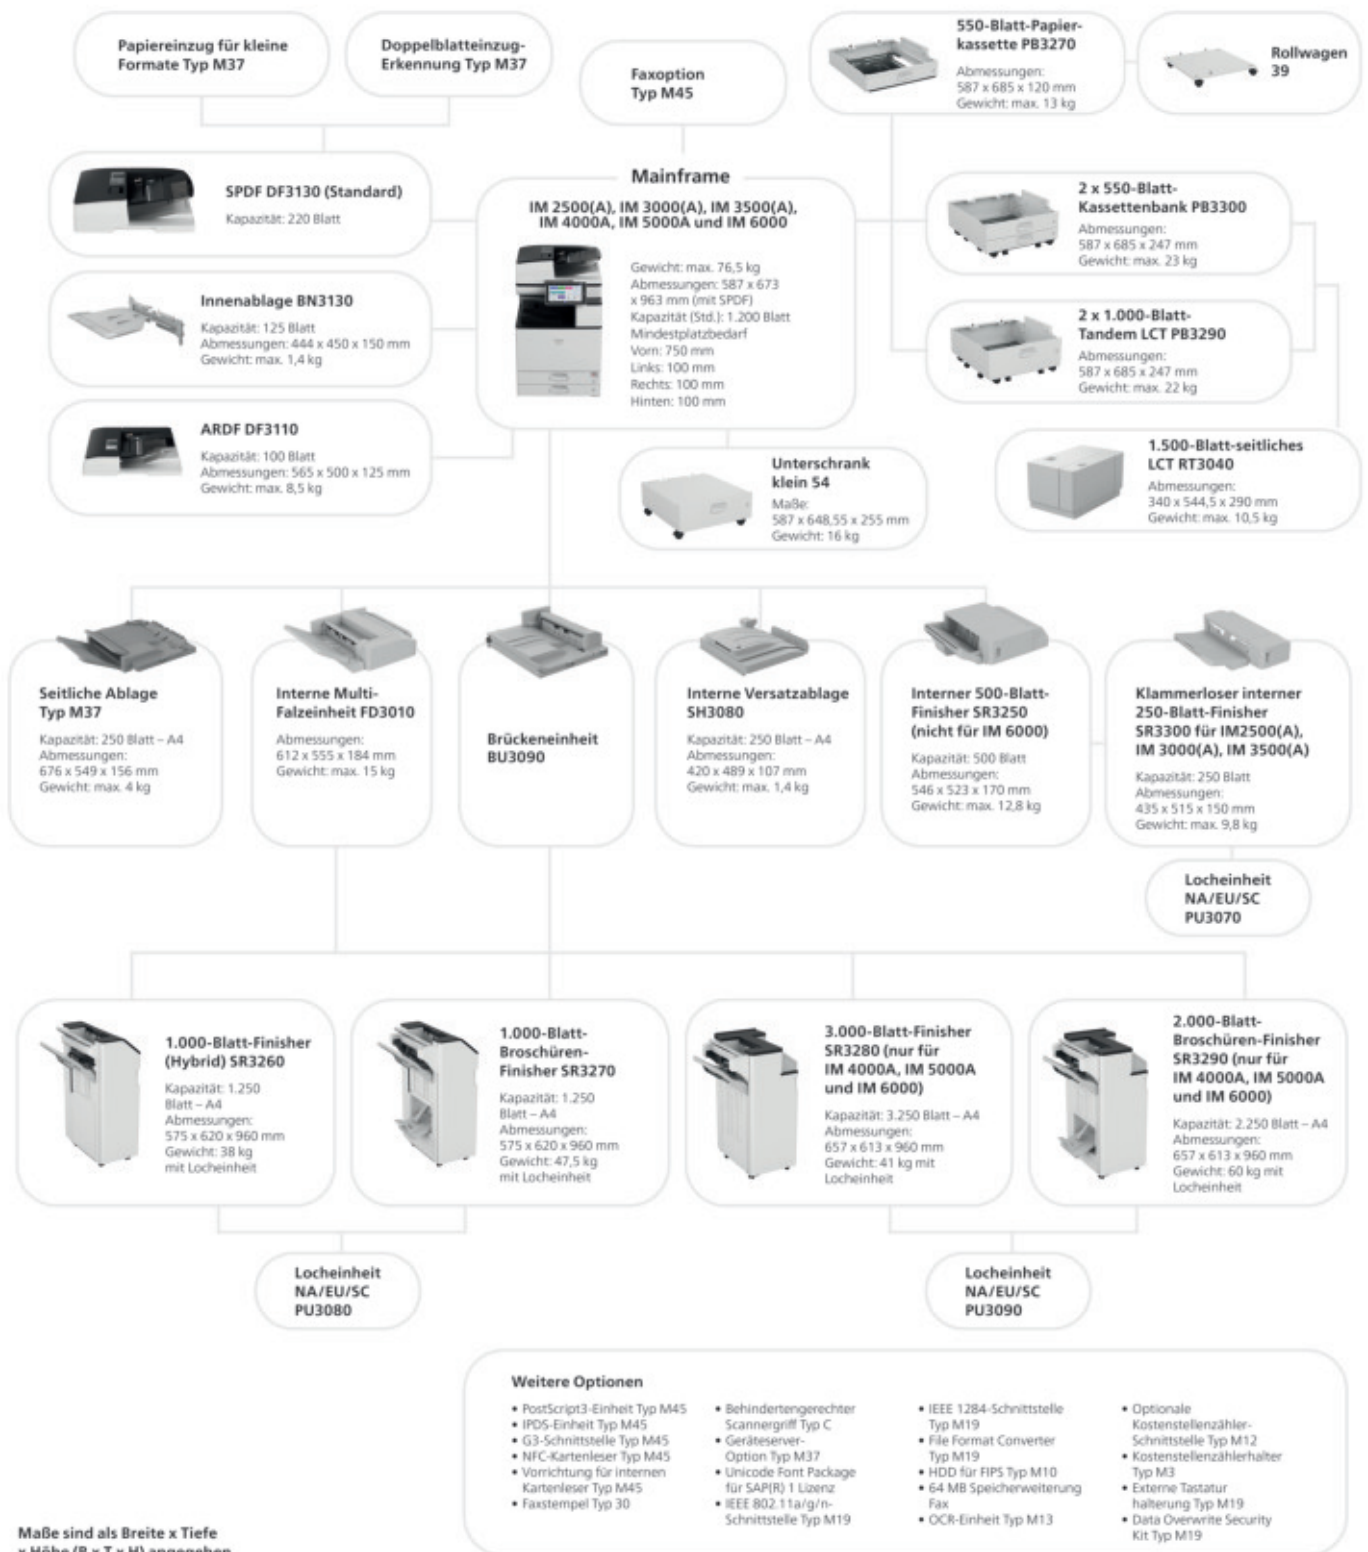 Papiereinzug für kleine
Formate Typ M37
Doppelblatteinzug-
Erkennung Typ M37
Faxoption
Typ M45
550-Blatt-Papier-
kassette PB3270
Abmessungen:
587 x 685 x 120 mm
Gewicht: max. 13 kg
Rollwagen
39
SPDF DF3130 (Standard)
Kapazität: 220 Blatt
Innenablage BN3130
Kapazität: 125 Blatt
Abmessungen: 444 x 450 x 150 mm
Gewicht: max. 1,4 kg
ARDF DF3110
Kapazität: 100 Blatt
Abmessungen: 565 x 500 x 125 mm
Gewicht: max. 8,5 kg
Mainframe
IM 2500(A), IM 3000(A), IM 3500(A),
IM 4000A, IM 5000A und IM 6000
Gewicht: max. 76,5 kg
Abmessungen: 587 x 673
x 963 mm (mit SPDF)
Kapazität (Std.): 1.200 Blatt
Mindestplatzbedarf
Vorn: 750 mm
Links: 100 mm
Rechts: 100 mm
Hinten: 100 mm
2 x 550-Blatt-
Kassettenbank PB3300
Abmessungen:
587 x 685 x 247 mm
Gewicht: max. 23 kg
2 x 1.000-Blatt-
Tandem LCT PB3290
Abmessungen:
587 x 685 x 247 mm
Gewicht: max. 22 kg
1.500-Blatt-seitliches
LCT RT3040
Abmessungen:
340 x 544,5 x 290 mm
Gewicht: max. 10,5 kg
Unterschrank
klein 54
Maße:
587 x 648,55 x 255 mm
Gewicht: 16 kg
Seitliche Ablage
Typ M37
Kapazität: 250 Blatt – A4
Abmessungen:
676 x 549 x 156 mm
Gewicht: max. 4 kg
Interne Multi-
Falzeinheit FD3010
Abmessungen:
612 x 555 x 184 mm
Gewicht: max. 15 kg
Brückeneinheit
BU3090
Interne Versatzablage
SH3080
Kapazität: 250 Blatt – A4
Abmessungen:
420 x 489 x 107 mm
Gewicht: max. 1,4 kg
Interner 500-Blatt-
Finisher SR3250
(nicht für IM 6000)
Kapazität: 500 Blatt
Abmessungen:
546 x 523 x 170 mm
Gewicht: max. 12,8 kg
Klammerloser interner
250-Blatt-Finisher
SR3300 für IM2500(A),
IM 3000(A), IM 3500(A)
Kapazität: 250 Blatt
Abmessungen:
435 x 515 x 150 mm
Gewicht: max. 9,8 kg
Locheinheit
NA/EU/SC
PU3070
1.000-Blatt-Finisher
(Hybrid) SR3260
Kapazität: 1.250
Blatt – A4
Abmessungen:
575 x 620 x 960 mm
Gewicht: 38 kg
mit Locheinheit
1.000-Blatt-
Broschüren-
Finisher SR3270
Kapazität: 1.250
Blatt – A4
Abmessungen:
575 x 620 x 960 mm
Gewicht: 47,5 kg
mit Locheinheit
3.000-Blatt-Finisher
SR3280 (nur für
IM 4000A, IM 5000A
und IM 6000)
Kapazität: 3.250 Blatt – A4
Abmessungen:
657 x 613 x 960 mm
Gewicht: 41 kg mit
Locheinheit
2.000-Blatt-
Broschüren-Finisher
SR3290 (nur für
IM 4000A, IM 5000A
und IM 6000)
Kapazität: 2.250 Blatt – A4
Abmessungen:
657 x 613 x 960 mm
Gewicht: 60 kg mit
Locheinheit
Locheinheit
NA/EU/SC
PU3080
Locheinheit
NA/EU/SC
PU3090
Weitere Optionen
• PostScript3-Einheit Typ M45
• IPDS-Einheit Typ M45
• G3-Schnittstelle Typ M45
• NFC-Kartenleser Typ M45
• Vorrichtung für internen
Kartenleser Typ M45
• Faxstempel Typ 30
• Behindertengerechter
Scannergriff Typ C
• Geräteserver-
Option Typ M37
• Unicode Font Package
für SAP(R) 1 Lizenz
• IEEE 802.11a/g/n-
Schnittstelle Typ M19
• IEEE 1284-Schnittstelle
Typ M19
• File Format Converter
Typ M19
• HDD für FIPS Typ M10
• 64 MB Speicherweiterung
Fax
• OCR-Einheit Typ M13
• Optionale
Kostenstellenzähler-
Schnittstelle Typ M12
• Kostenstellenzählerhalter
Typ M3
• Externe Tastatur
halterung Typ M19
• Data Overwrite Security
Kit Typ M19
Maße sind als Breite x Tiefe
x Höhe (B x T x H) angegeben